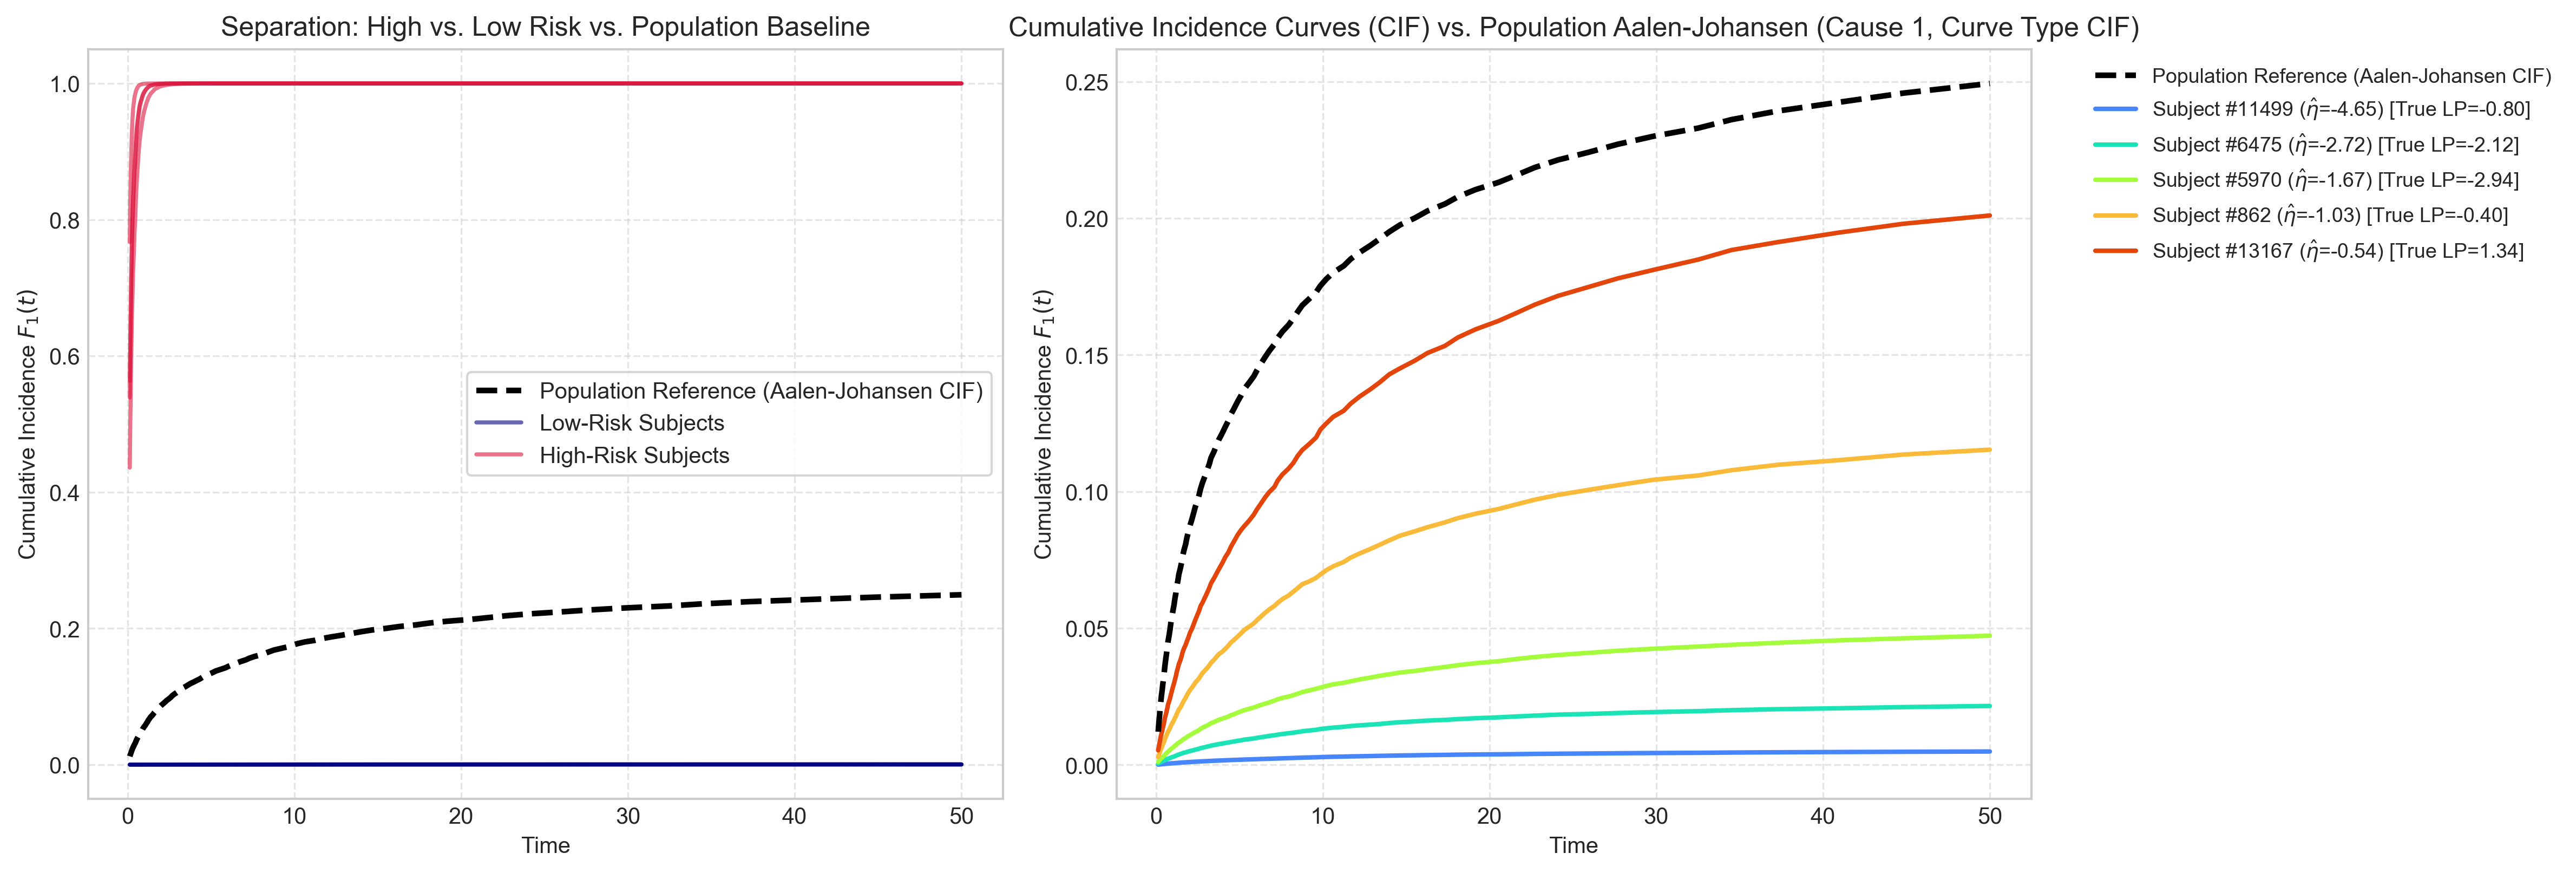 Separation: High vs. Low Risk vs. Population Baseline
Cumulative Incidence F₁(t)
1.0
0.8
0.6
0.4
0.2
0.0
Population Reference (Aalen-Johansen CIF)
Low-Risk Subjects
High-Risk Subjects
0 10 20 30 40 50
Time
Cumulative Incidence Curves (CIF) vs. Population Aalen-Johansen (Cause 1, Curve Type CIF)
Cumulative Incidence F₁(t)
0.25
0.20
0.15
0.10
0.05
0.00
0 10 20 30 40 50
Time
Population Reference (Aalen-Johansen CIF)
Subject #11499 (η̂=-4.65) [True LP=-0.80]
Subject #6475 (η̂=-2.72) [True LP=-2.12]
Subject #5970 (η̂=-1.67) [True LP=-2.94]
Subject #862 (η̂=-1.03) [True LP=-0.40]
Subject #13167 (η̂=-0.54) [True LP=1.34]